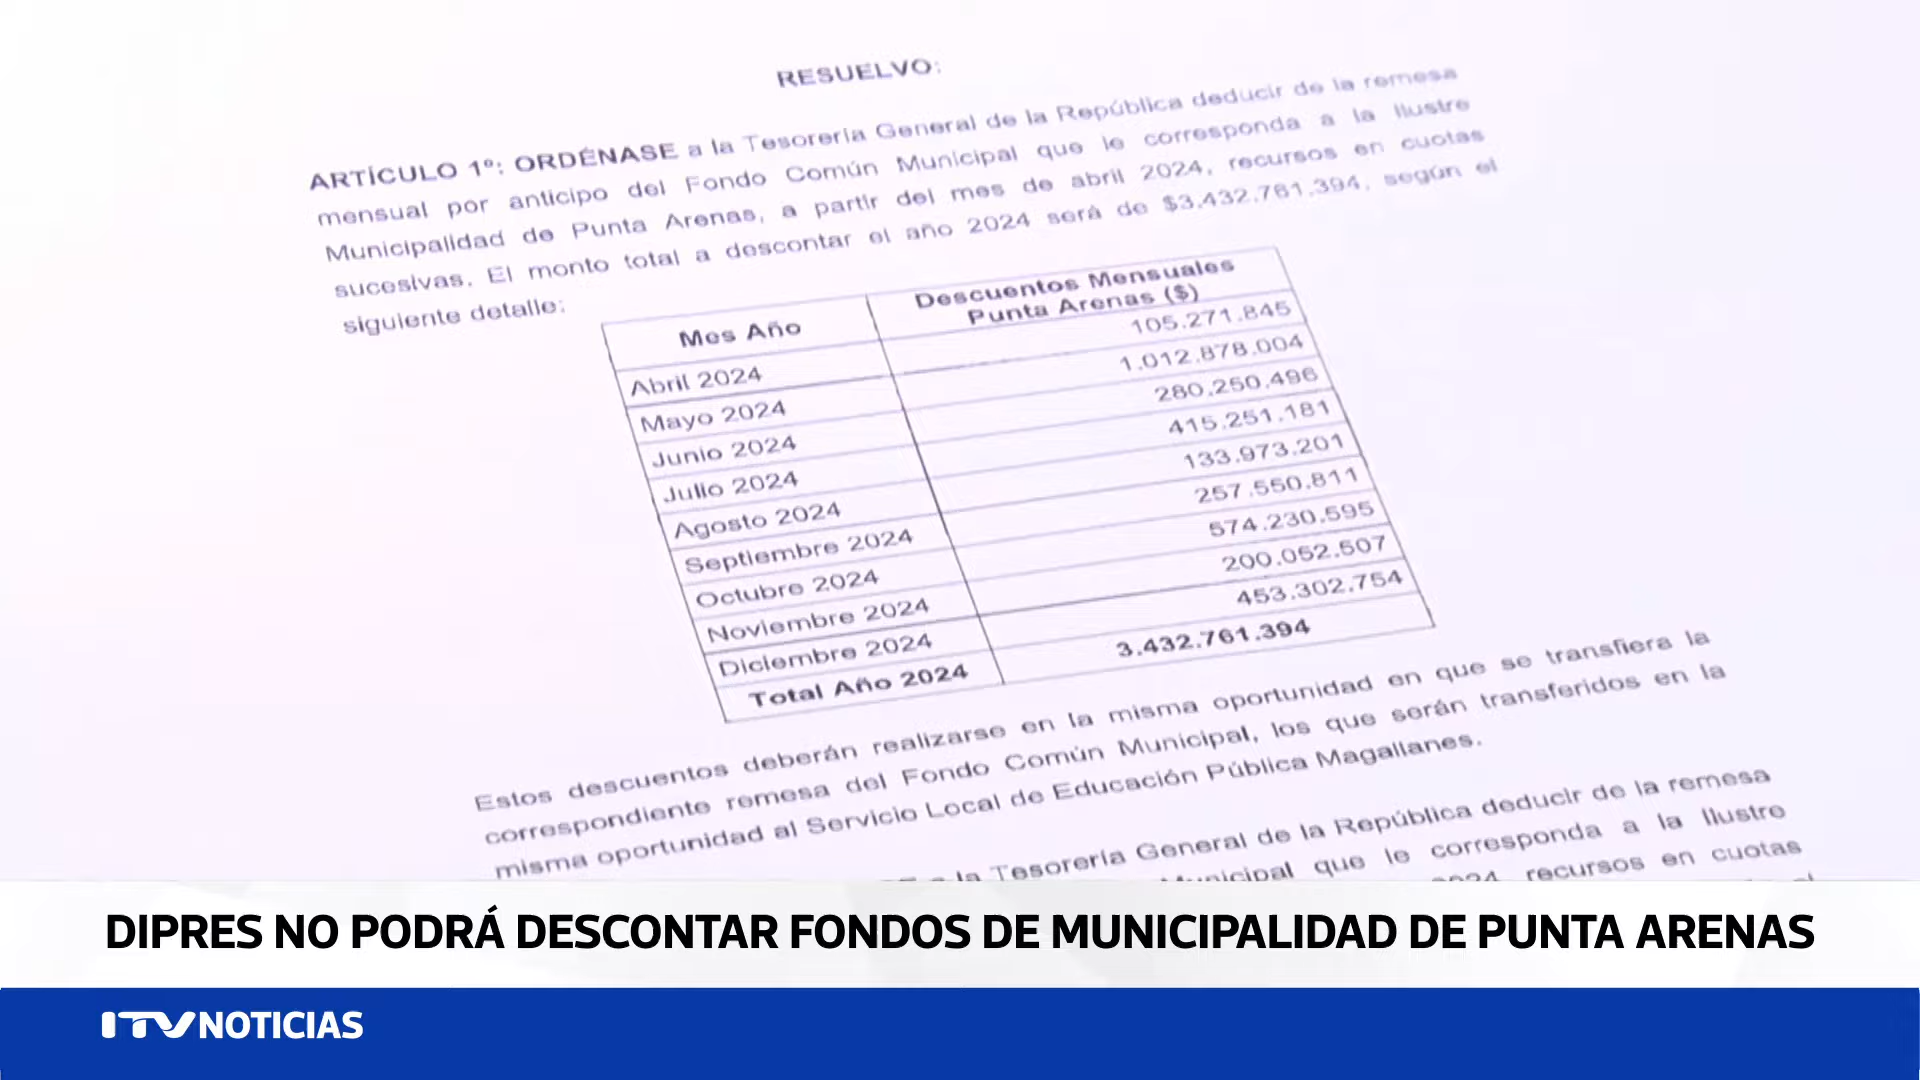 RESUELVO:
ARTÍCULO 1º: ORDÉNASE a la Tesorería General de la República deducir de la remesa
mensual por anticipo del Fondo Común Municipal que le corresponda a la Ilustre
Municipalidad de Punta Arenas, a partir del mes de abril 2024, recursos en cuotas
sucesivas. El monto total a descontar el año 2024 será de $3.432.761.394, según el
siguiente detalle:
Mes Año
Descuentos Mensuales
Punta Arenas ($)
Abril 2024 105.271.845
Mayo 2024 1.012.878.004
Junio 2024 280.250.496
Julio 2024 415.251.181
Agosto 2024 133.973.201
Septiembre 2024 257.550.811
Octubre 2024 574.230.595
Noviembre 2024 200.052.507
Diciembre 2024 453.302.754
Total Año 2024 3.432.761.394
Estos descuentos deberán realizarse en la misma oportunidad en que se transfiera la
correspondiente remesa del Fondo Común Municipal, los que serán transferidos en la
misma oportunidad al Servicio Local de Educación Pública Magallanes.
a la Tesorería General de la República deducir de la remesa
Municipal que le corresponda a la Ilustre
2024, recursos en cuotas
DIPRES NO PODRÁ DESCONTAR FONDOS DE MUNICIPALIDAD DE PUNTA ARENAS
ITV NOTICIAS